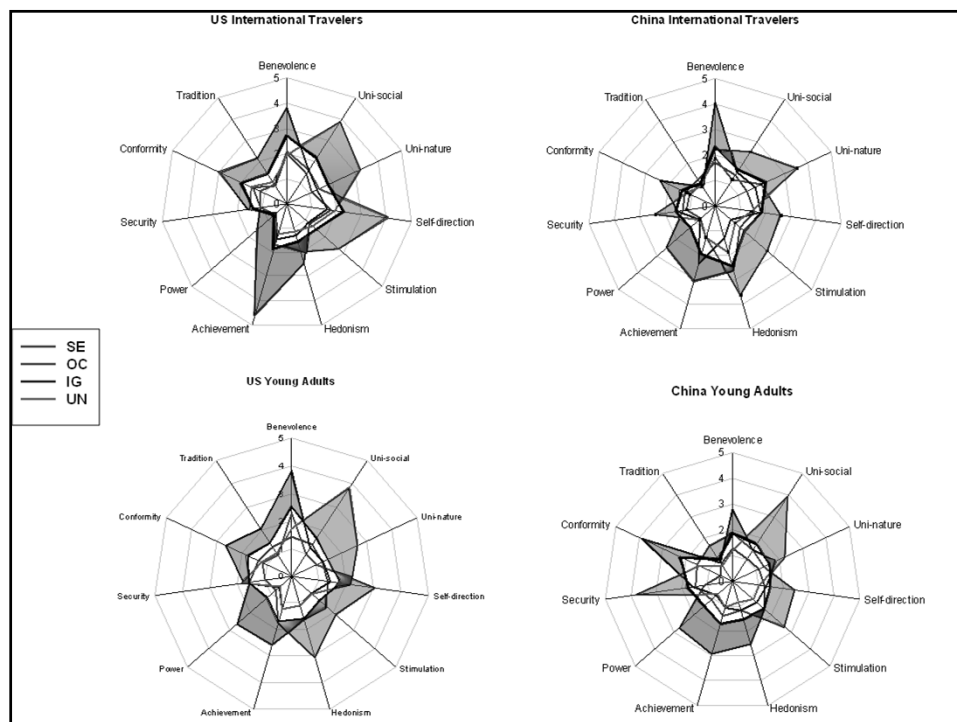 US International Travelers
Benevolence
Uni-social
Uni-nature
Self-direction
Stimulation
Hedonism
Achievement
Power
Security
Conformity
Tradition
5
4
3
2
1
0
China International Travelers
Benevolence
Uni-social
Uni-nature
Self-direction
Stimulation
Hedonism
Achievement
Power
Security
Conformity
Tradition
5
4
3
2
1
0
SE
OC
IG
UN
US Young Adults
Benevolence
Uni-social
Uni-nature
Self-direction
Stimulation
Hedonism
Achievement
Power
Security
Conformity
Tradition
5
4
3
2
1
0
China Young Adults
Benevolence
Uni-social
Uni-nature
Self-direction
Stimulation
Hedonism
Achievement
Power
Security
Conformity
Tradition
5
4
3
2
1
0